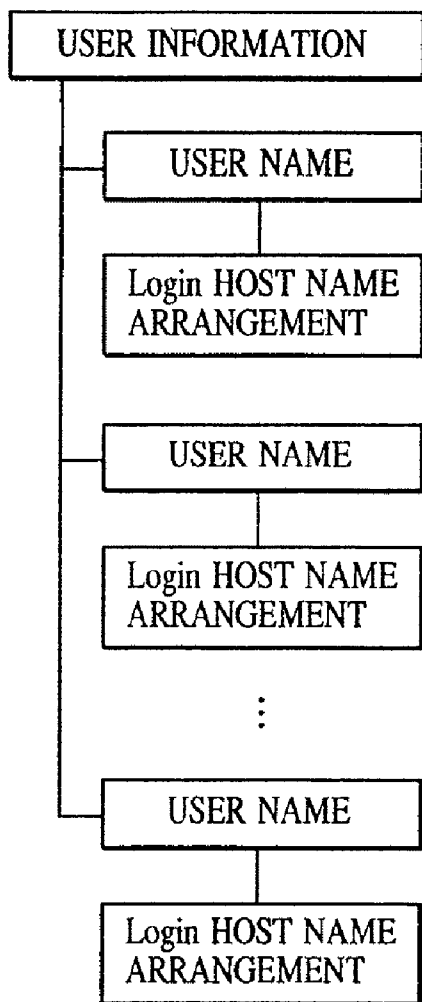 USER INFORMATION
USER NAME
Login HOST NAME
ARRANGEMENT
USER NAME
Login HOST NAME
ARRANGEMENT
⋮
USER NAME
Login HOST NAME
ARRANGEMENT